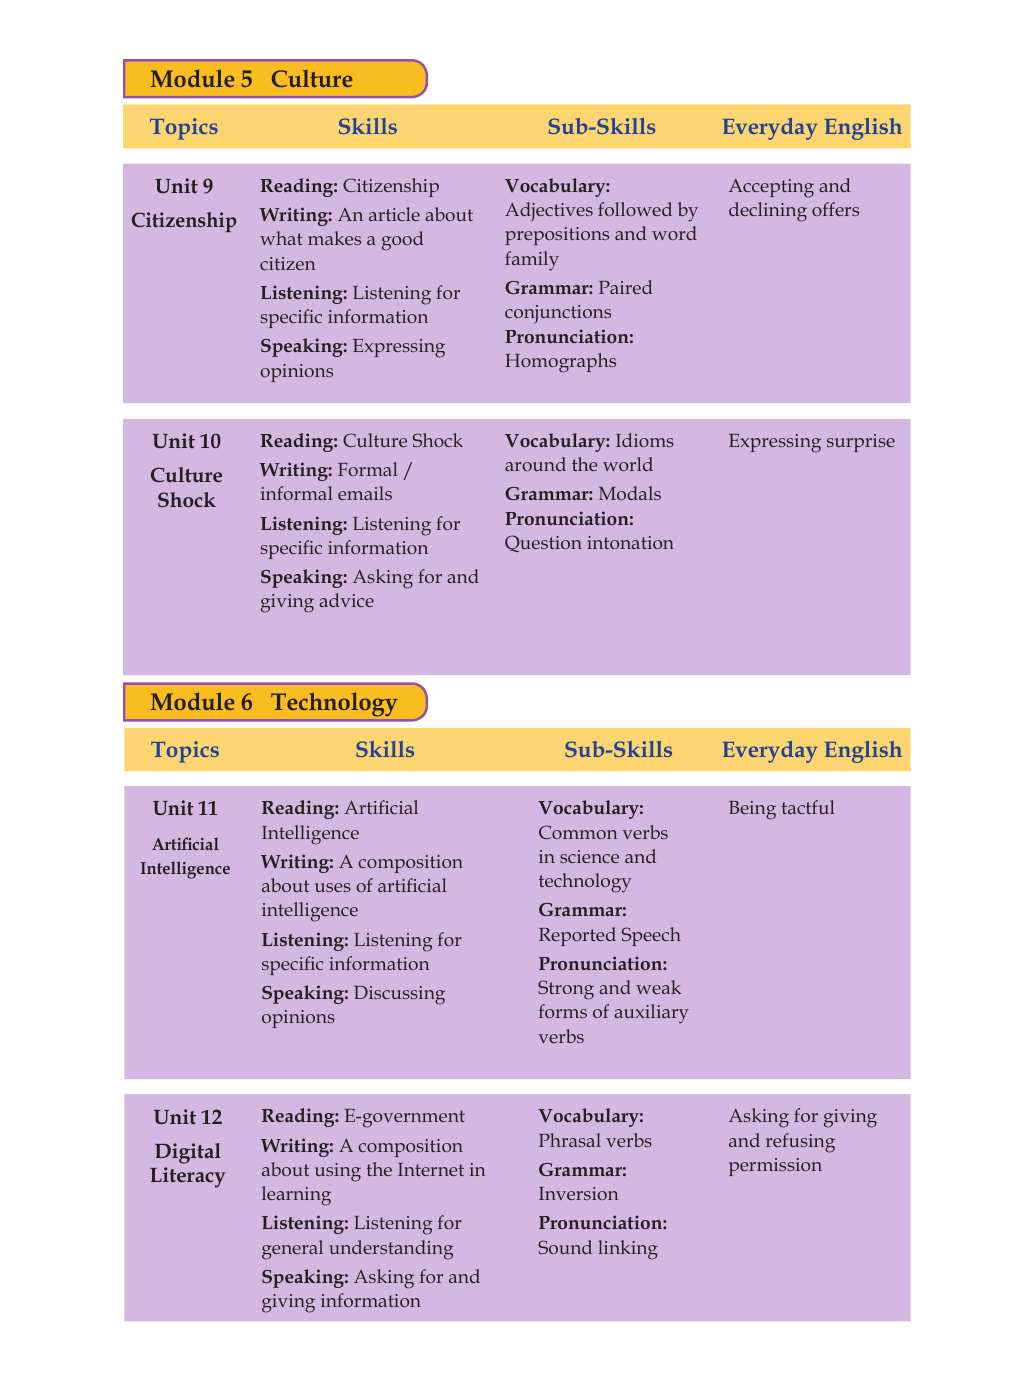 Module 5 Culture
Topics Skills Sub-Skills Everyday English
Unit 9
Citizenship
Reading: Citizenship
Writing: An article about
what makes a good
citizen
Listening: Listening for
specific information
Speaking: Expressing
opinions
Vocabulary:
Adjectives followed by
prepositions and word
family
Grammar: Paired
conjunctions
Pronunciation:
Homographs
Accepting and
declining offers
Unit 10
Culture
Shock
Reading: Culture Shock
Writing: Formal /
informal emails
Listening: Listening for
specific information
Speaking: Asking for and
giving advice
Vocabulary: Idioms
around the world
Grammar: Modals
Pronunciation:
Question intonation
Expressing surprise
Module 6 Technology
Topics Skills Sub-Skills Everyday English
Unit 11
Artificial
Intelligence
Reading: Artificial
Intelligence
Writing: A composition
about uses of artificial
intelligence
Listening: Listening for
specific information
Speaking: Discussing
opinions
Vocabulary:
Common verbs
in science and
technology
Grammar:
Reported Speech
Pronunciation:
Strong and weak
forms of auxiliary
verbs
Being tactful
Unit 12
Digital
Literacy
Reading: E-government
Writing: A composition
about using the Internet in
learning
Listening: Listening for
general understanding
Speaking: Asking for and
giving information
Vocabulary:
Phrasal verbs
Grammar:
Inversion
Pronunciation:
Sound linking
Asking for giving
and refusing
permission